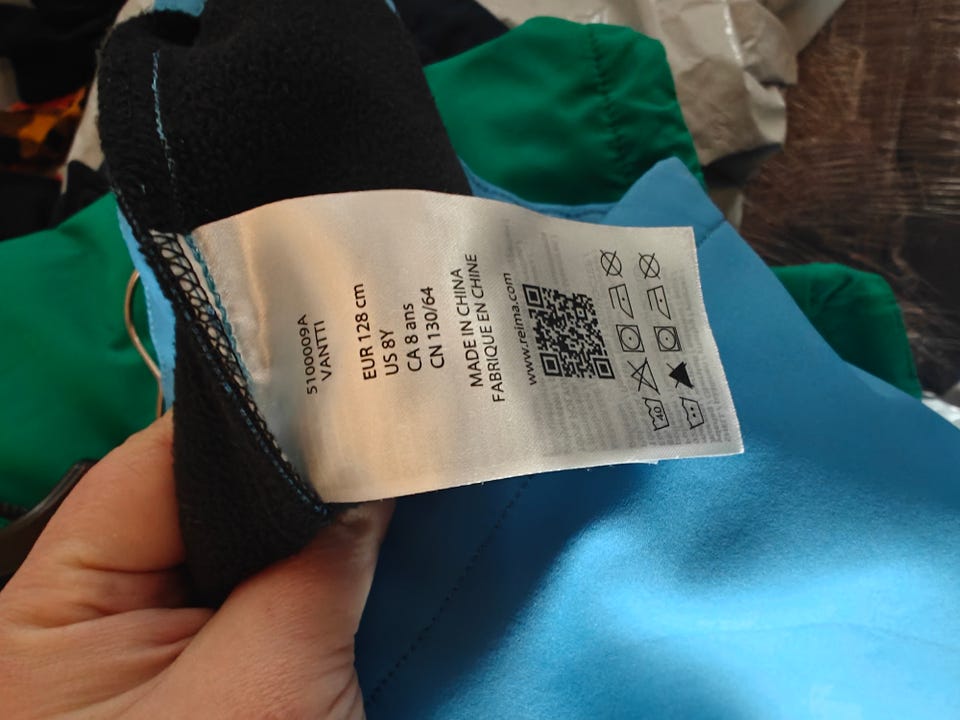 5100009A
VANTTI
EUR 128 cm
US 8Y
CA 8 ans
CN 130/64
MADE IN CHINA
FABRIQUE EN CHINE
www.reima.com
40